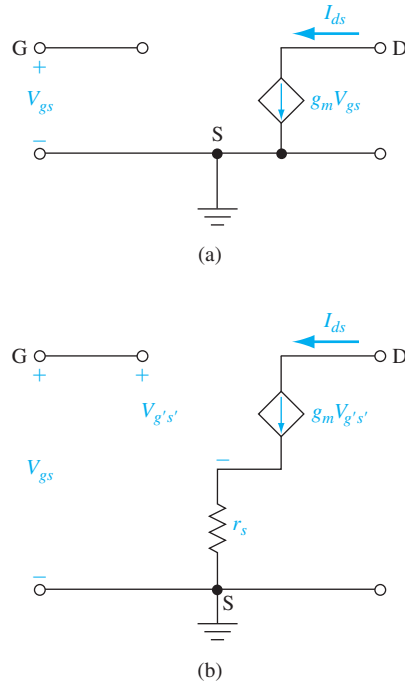 I_ds
G
D
+
V_gs
g_m V_gs
−
S
(a)
I_ds
G
D
+ +
V_g's'
g_m V_g's'
−
V_gs
r_s
−
S
(b)